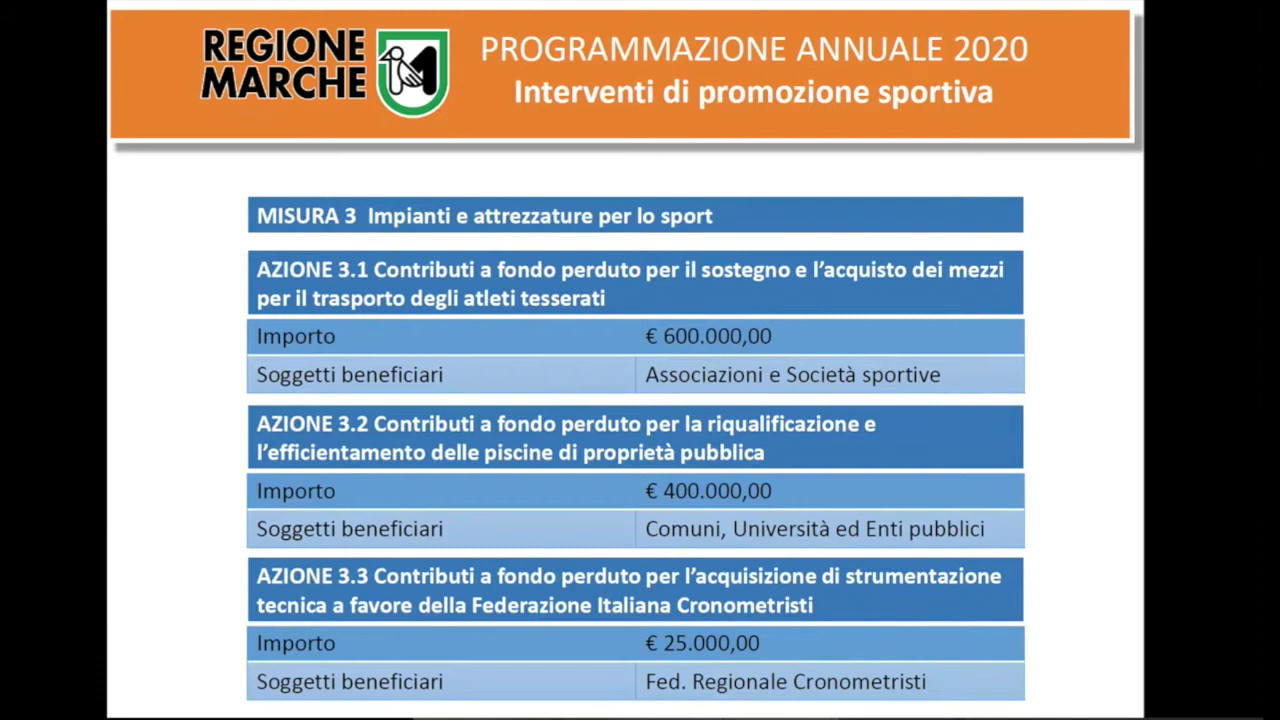 REGIONE
MARCHE
PROGRAMMAZIONE ANNUALE 2020
Interventi di promozione sportiva
MISURA 3 Impianti e attrezzature per lo sport
AZIONE 3.1 Contributi a fondo perduto per il sostegno e l’acquisto dei mezzi
per il trasporto degli atleti tesserati
Importo € 600.000,00
Soggetti beneficiari Associazioni e Società sportive
AZIONE 3.2 Contributi a fondo perduto per la riqualificazione e
l’efficientamento delle piscine di proprietà pubblica
Importo € 400.000,00
Soggetti beneficiari Comuni, Università ed Enti pubblici
AZIONE 3.3 Contributi a fondo perduto per l’acquisizione di strumentazione
tecnica a favore della Federazione Italiana Cronometristi
Importo € 25.000,00
Soggetti beneficiari Fed. Regionale Cronometristi